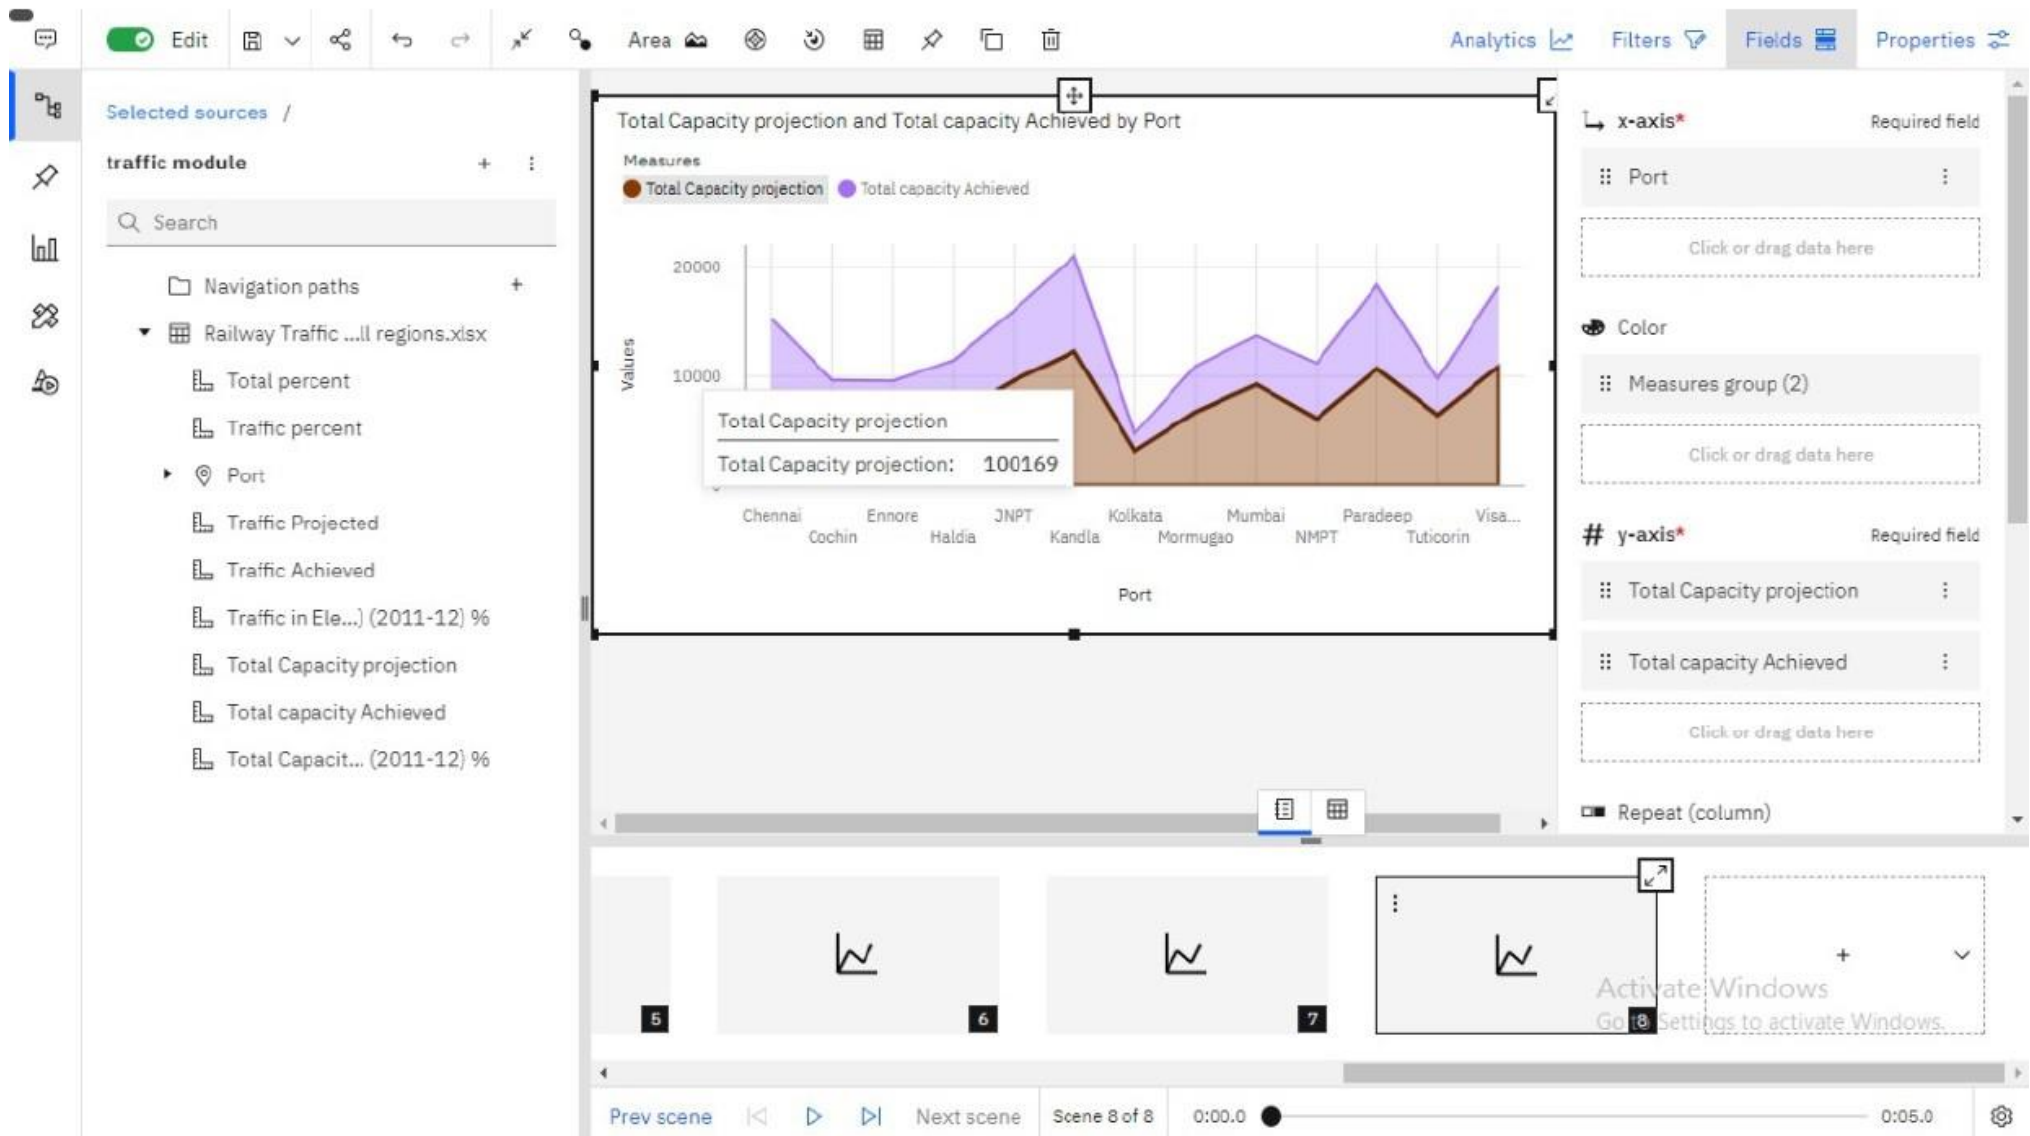 Edit
Area
Analytics
Filters
Fields
Properties
Selected sources /
traffic module
Search
Navigation paths
Railway Traffic ...ll regions.xlsx
Total percent
Traffic percent
Port
Traffic Projected
Traffic Achieved
Traffic in Ele...) (2011-12) %
Total Capacity projection
Total capacity Achieved
Total Capacit... (2011-12) %
Total Capacity projection and Total capacity Achieved by Port
Measures
Total Capacity projection Total capacity Achieved
20000
10000
Values
Total Capacity projection
Total Capacity projection: 100169
Chennai Ennore JNPT Kolkata Mumbai Paradeep Visa...
Cochin Haldia Kandla Mormugao NMPT Tuticorin
Port
x-axis* Required field
Port
Click or drag data here
Color
Measures group (2)
Click or drag data here
y-axis* Required field
Total Capacity projection
Total capacity Achieved
Click or drag data here
Repeat (column)
5
6
7
8
Activate Windows
Go to Settings to activate Windows.
Prev scene
Next scene
Scene 8 of 8
0:00.0
0:05.0